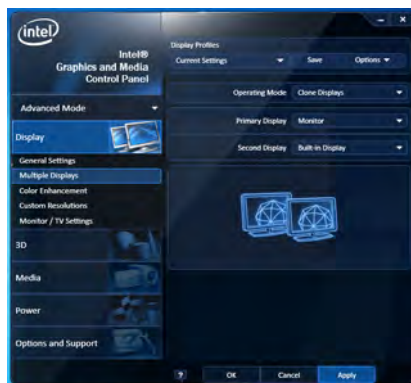 intel
Intel®
Graphics and Media
Control Panel
Advanced Mode
Display
General Settings
Multiple Displays
Color Enhancement
Custom Resolutions
Monitor / TV Settings
3D
Media
Power
Options and Support
Display Profiles
Current Settings Save Options
Operating Mode Clone Displays
Primary Display Monitor
Second Display Built-in Display
? OK Cancel Apply